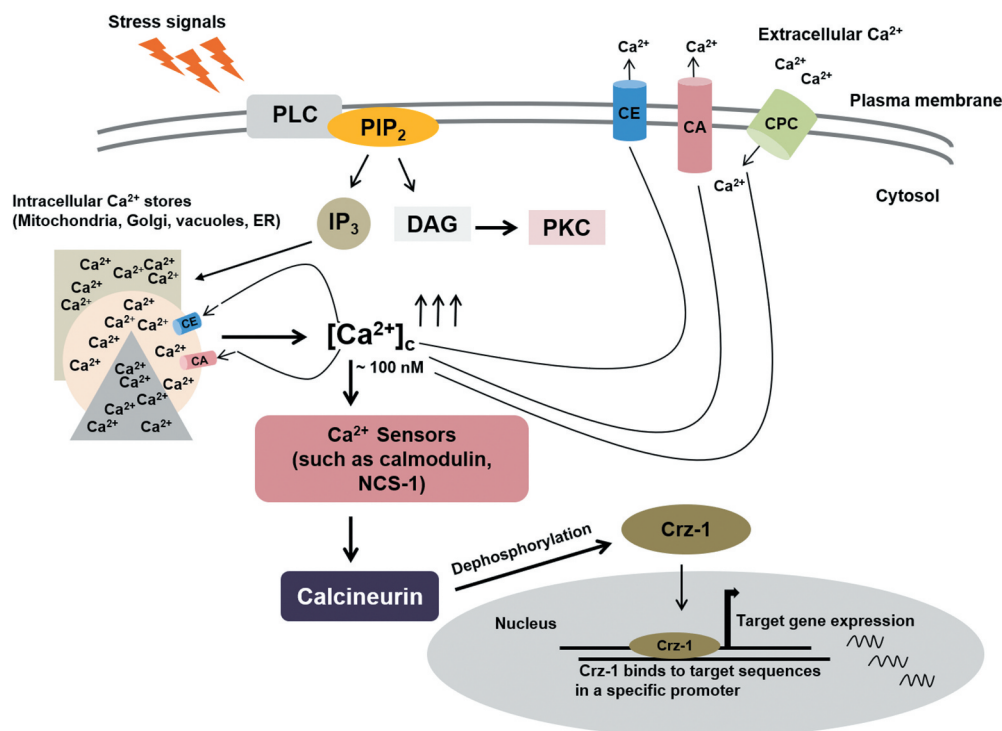 Stress signals
Ca²⁺
Ca²⁺
Extracellular Ca²⁺
Ca²⁺
Ca²⁺
Plasma membrane
PLC
PIP₂
CE
CA
CPC
Ca²⁺
Cytosol
Intracellular Ca²⁺ stores
(Mitochondria, Golgi, vacuoles, ER)
IP₃
DAG
PKC
Ca²⁺
Ca²⁺
Ca²⁺
Ca²⁺
Ca²⁺
Ca²⁺
Ca²⁺
Ca²⁺
Ca²⁺
CE
Ca²⁺
Ca²⁺
Ca²⁺
CA
Ca²⁺
Ca²⁺
Ca²⁺
Ca²⁺
Ca²⁺
Ca²⁺
Ca²⁺
[Ca²⁺]c
~ 100 nM
Ca²⁺ Sensors
(such as calmodulin,
NCS-1)
Calcineurin
Dephosphorylation
Crz-1
Nucleus
Target gene expression
Crz-1
Crz-1 binds to target sequences
in a specific promoter